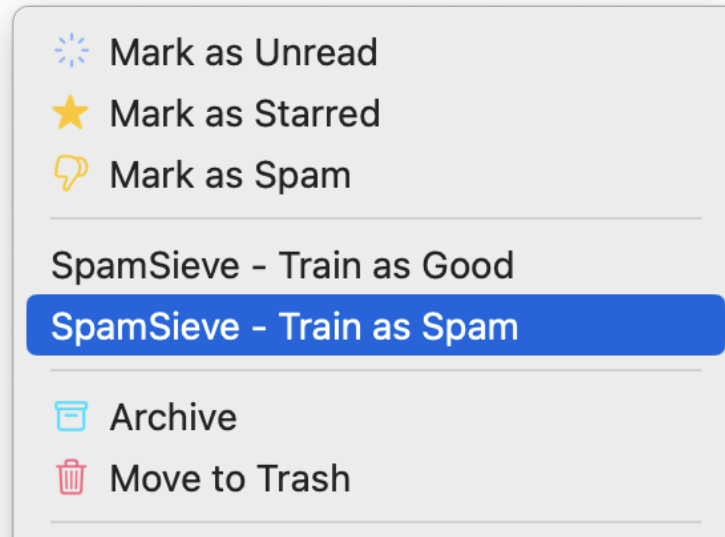 Mark as Unread
Mark as Starred
Mark as Spam
SpamSieve - Train as Good
SpamSieve - Train as Spam
Archive
Move to Trash